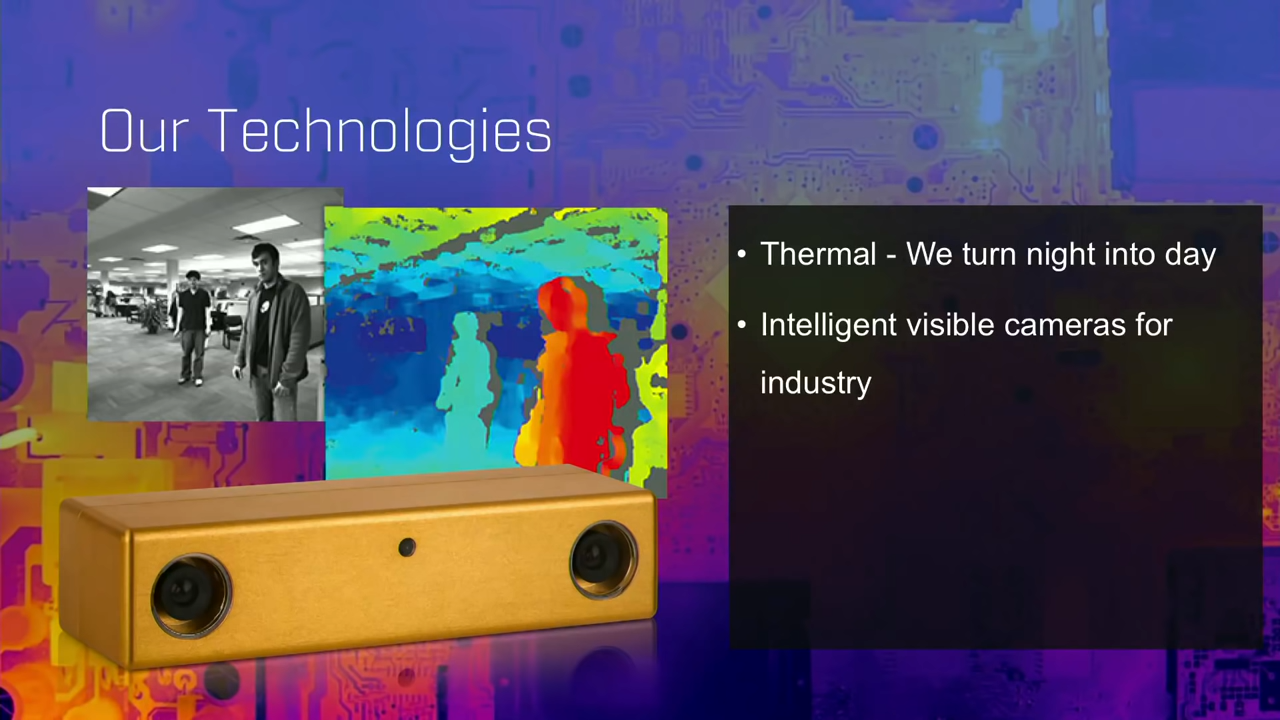 Our Technologies
• Thermal - We turn night into day
• Intelligent visible cameras for
industry